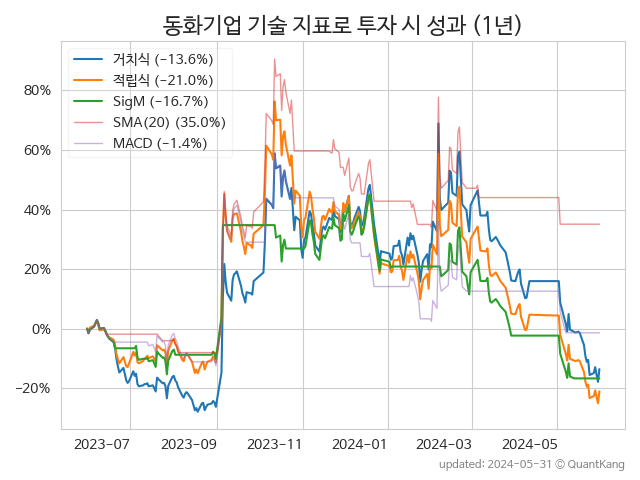 동화기업 기술 지표로 투자 시 성과 (1년)
거치식 (-13.6%)
적립식 (-21.0%)
SigM (-16.7%)
SMA(20) (35.0%)
MACD (-1.4%)
80%
60%
40%
20%
0%
-20%
2023-07 2023-09 2023-11 2024-01 2024-03 2024-05
updated: 2024-05-31 © QuantKang